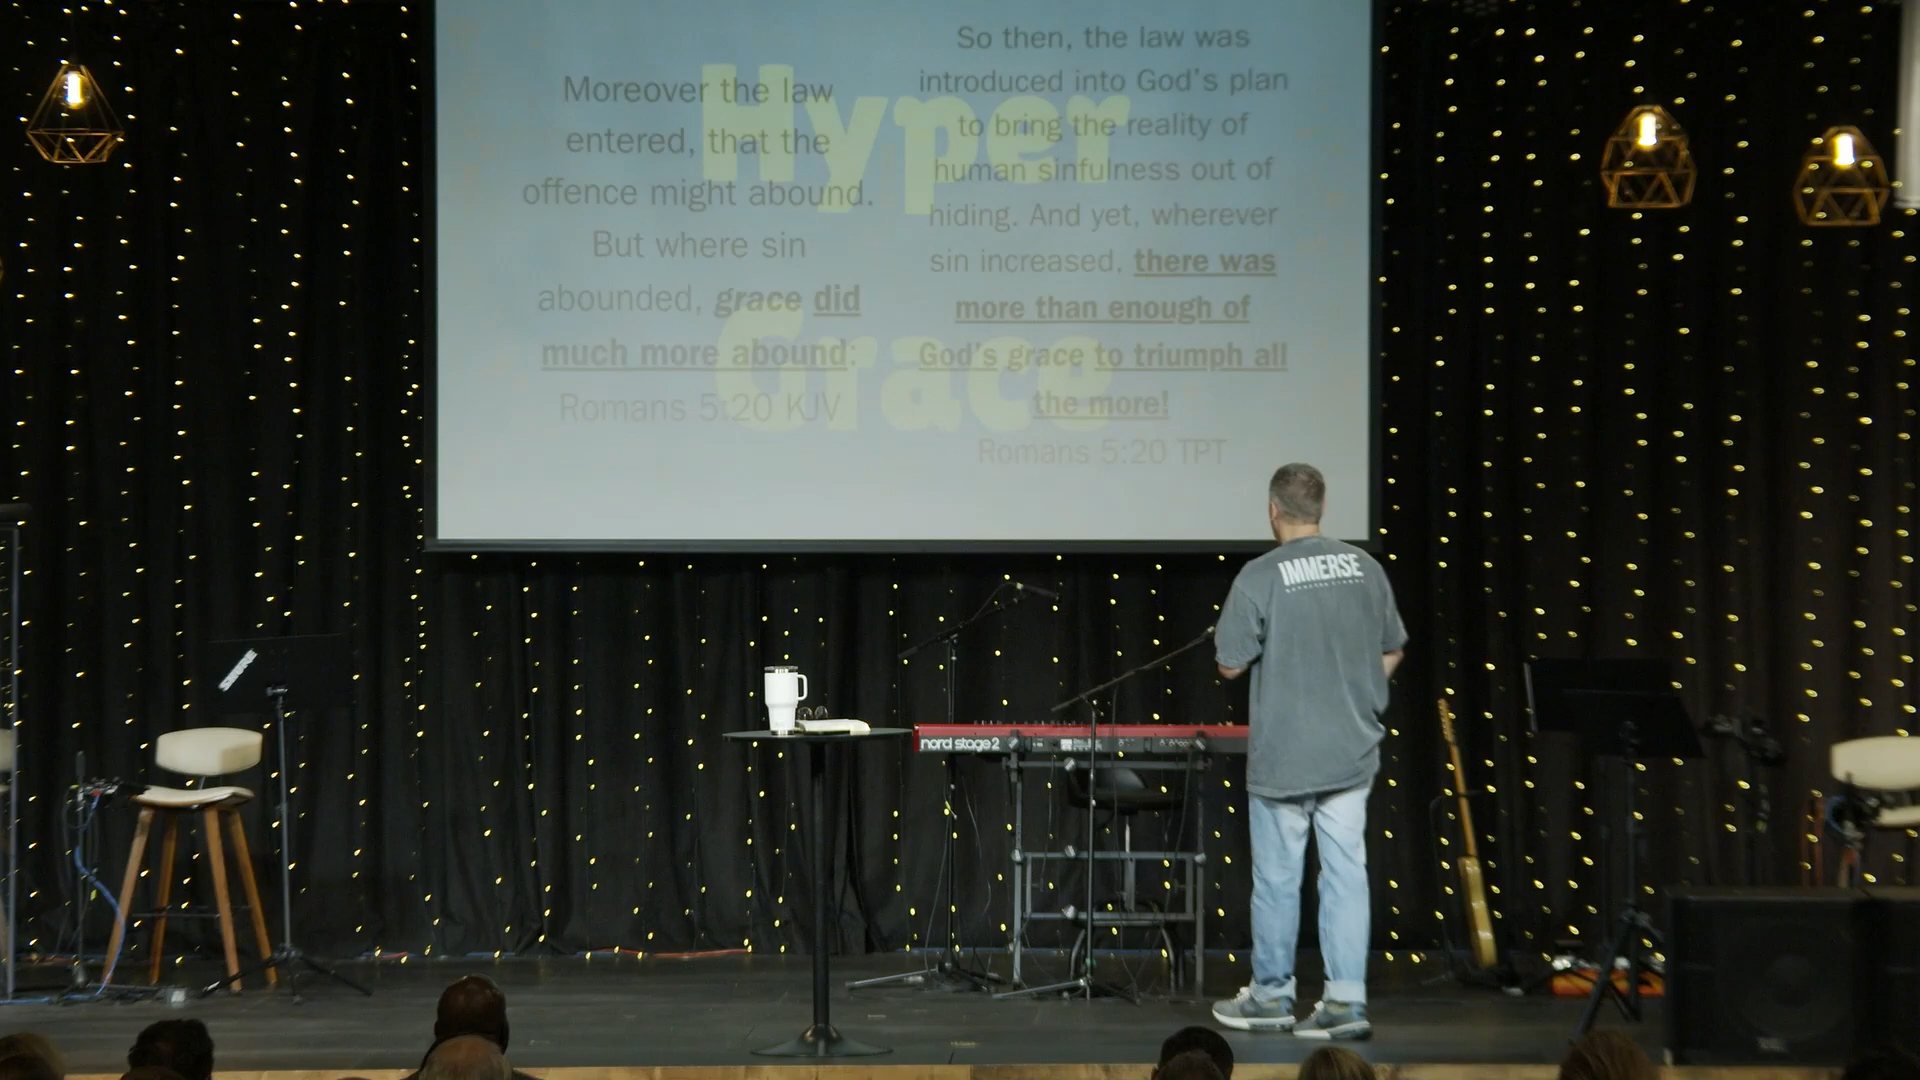 Hyper
Grace
Moreover the law
entered, that the
offence might abound.
But where sin
abounded, grace did
much more abound:
Romans 5:20 KJV
So then, the law was
introduced into God's plan
to bring the reality of
human sinfulness out of
hiding. And yet, wherever
sin increased, there was
more than enough of
God's grace to triumph all
the more!
Romans 5:20 TPT
IMMERSE
nord stage 2